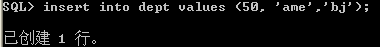 SQL> insert into dept values (50, 'ame','bj');
已创建 1 行。